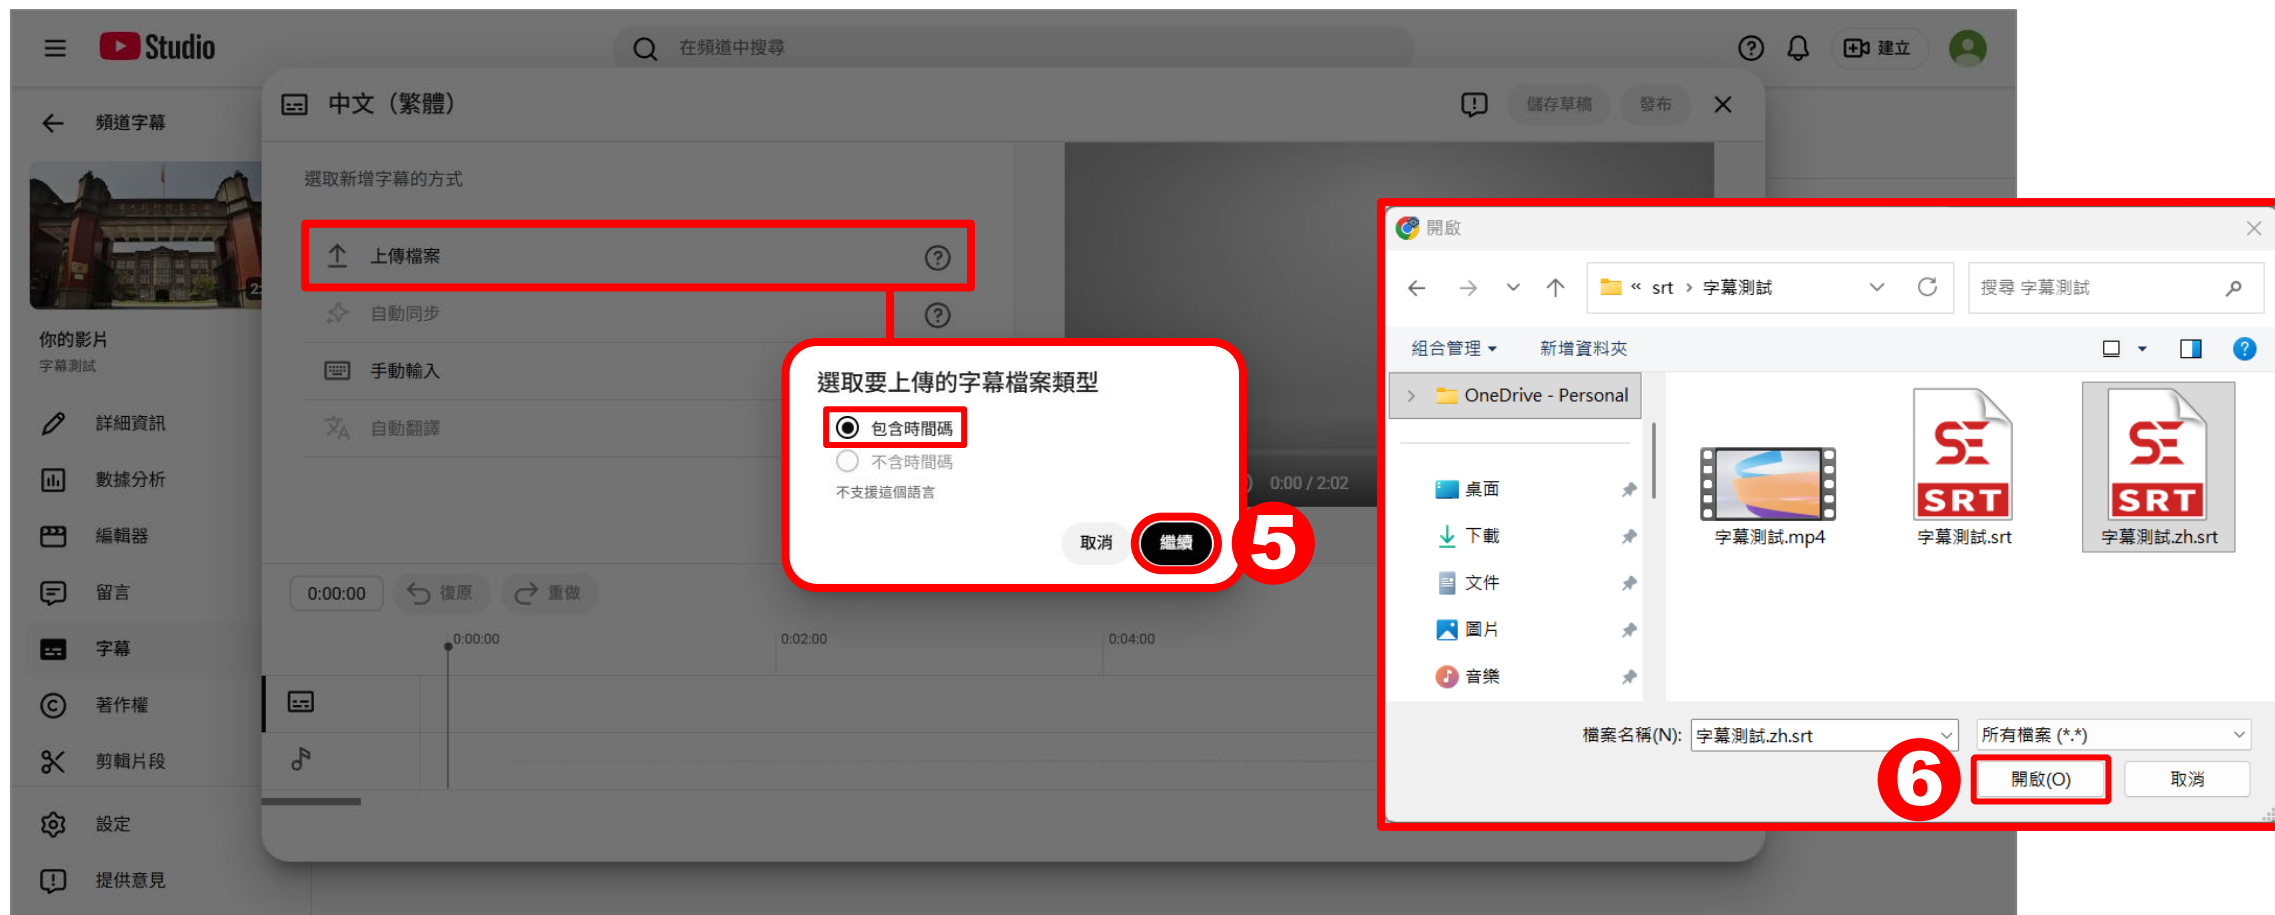 Studio
在頻道中搜尋
建立
頻道字幕
你的影片
字幕測試
詳細資訊
數據分析
編輯器
留言
字幕
著作權
剪輯片段
設定
提供意見
中文（繁體）
儲存草稿
發布
選取新增字幕的方式
上傳檔案
自動同步
手動輸入
自動翻譯
0:00 / 2:02
0:00:00
復原
重做
0:00:00
0:02:00
0:04:00
選取要上傳的字幕檔案類型
包含時間碼
不含時間碼
不支援這個語言
取消
繼續
5
開啟
« srt › 字幕測試
搜尋 字幕測試
組合管理
新增資料夾
OneDrive - Personal
桌面
下載
文件
圖片
音樂
字幕測試.mp4
SE
SRT
字幕測試.srt
SE
SRT
字幕測試.zh.srt
檔案名稱(N):
字幕測試.zh.srt
所有檔案 (*.*)
6
開啟(O)
取消